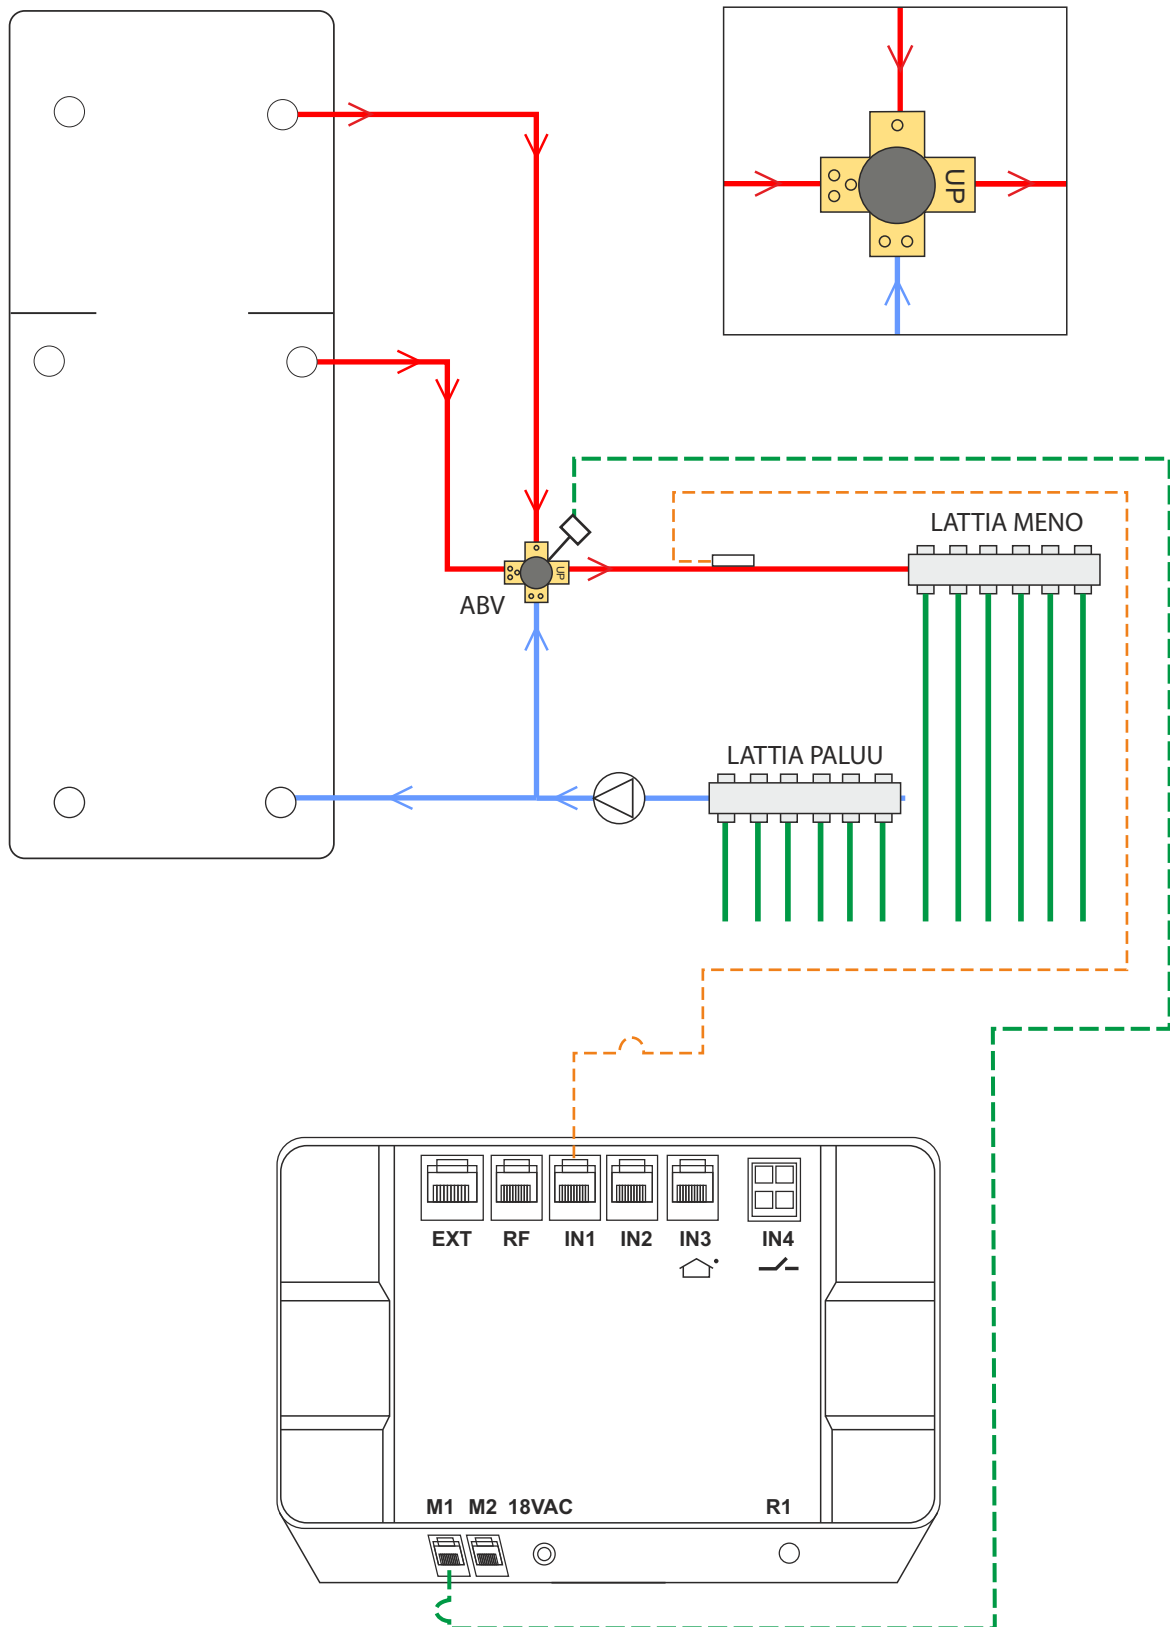 UP
LATTIA MENO
UP
ABV
LATTIA PALUU
EXT RF IN1 IN2 IN3 IN4
M1 M2 18VAC R1